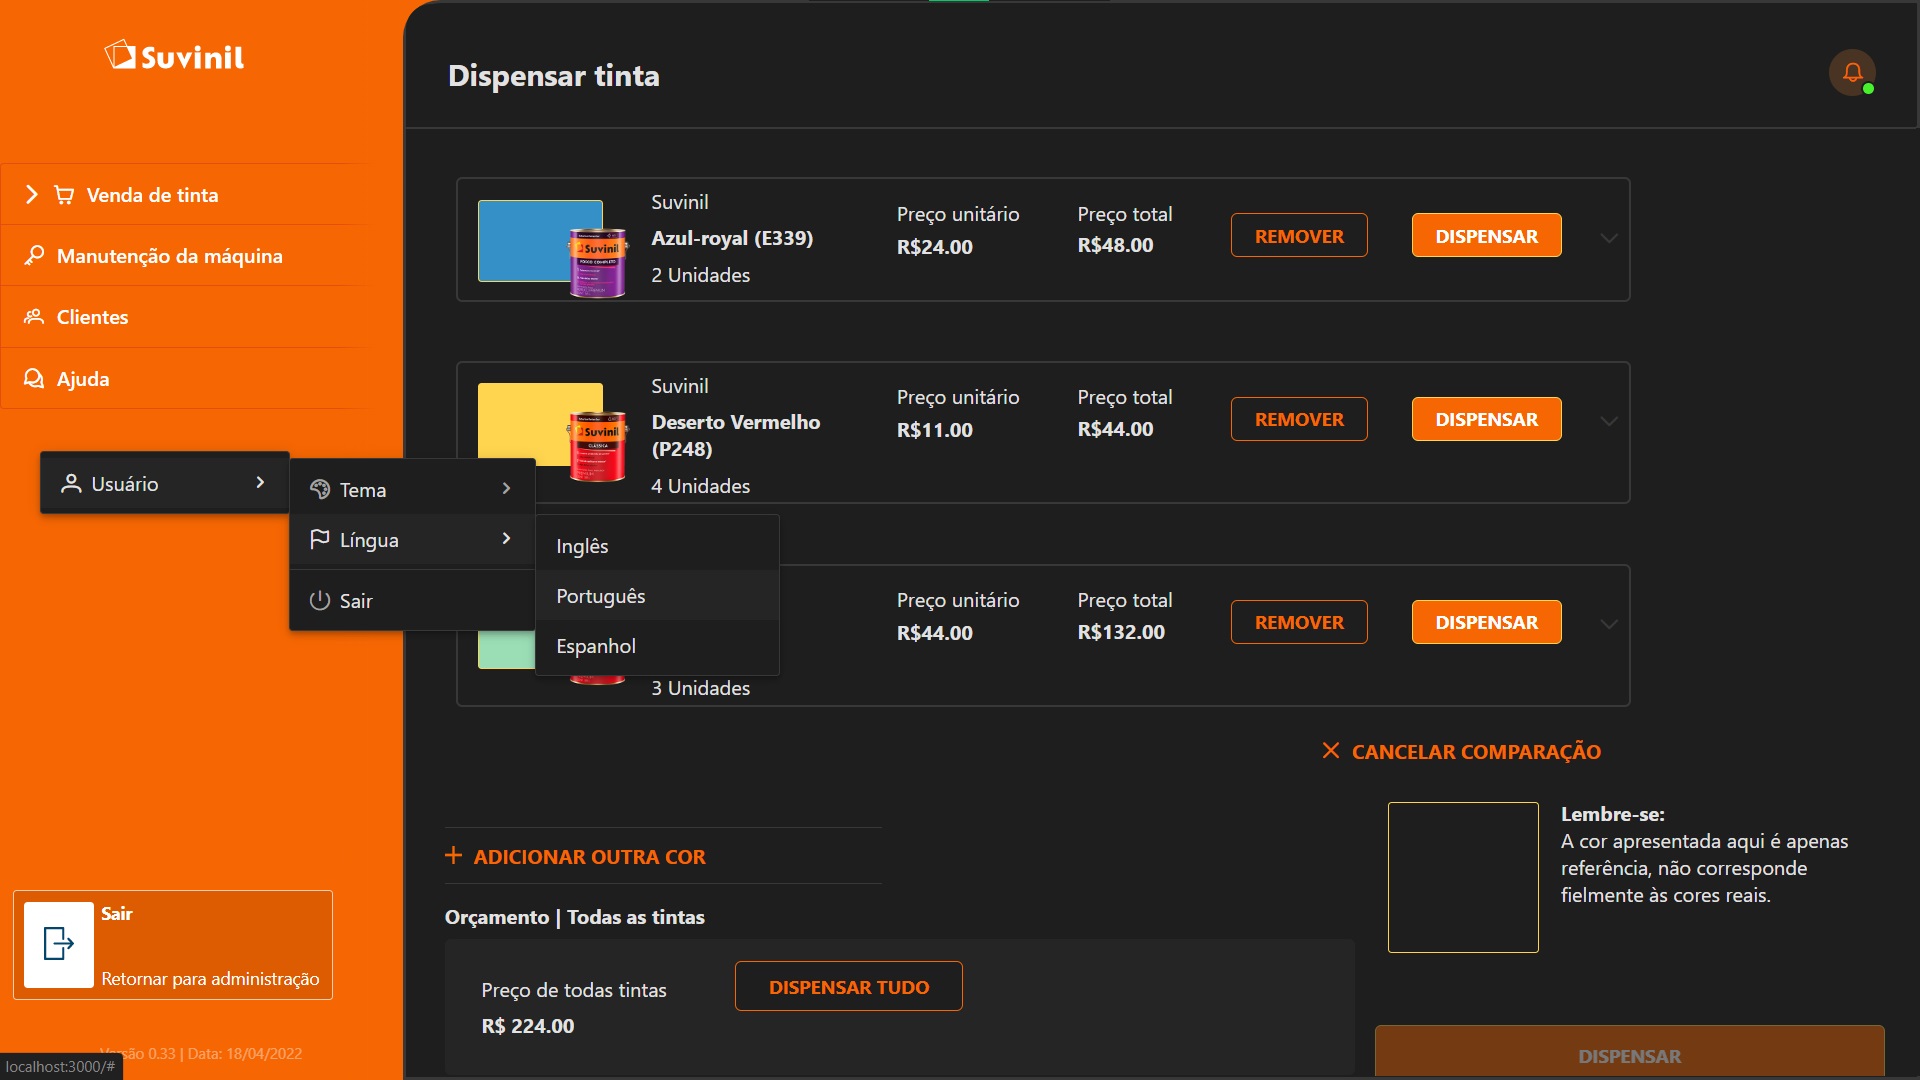 Suvinil
Venda de tinta
Manutenção da máquina
Clientes
Ajuda
Usuário
Tema
Língua
Sair
Inglês
Português
Espanhol
Sair
Retornar para administração
Data: 18/04/2022
localhost:3000/#
Dispensar tinta
Suvinil
Azul-royal (E339)
2 Unidades
Preço unitário
R$24.00
Preço total
R$48.00
REMOVER
DISPENSAR
Suvinil
Suvinil
Deserto Vermelho
(P248)
4 Unidades
Preço unitário
R$11.00
Preço total
R$44.00
REMOVER
DISPENSAR
Suvinil
Preço unitário
R$44.00
Preço total
R$132.00
REMOVER
DISPENSAR
3 Unidades
CANCELAR COMPARAÇÃO
ADICIONAR OUTRA COR
Lembre-se:
A cor apresentada aqui é apenas
referência, não corresponde
fielmente às cores reais.
Orçamento | Todas as tintas
Preço de todas tintas
R$ 224.00
DISPENSAR TUDO
DISPENSAR